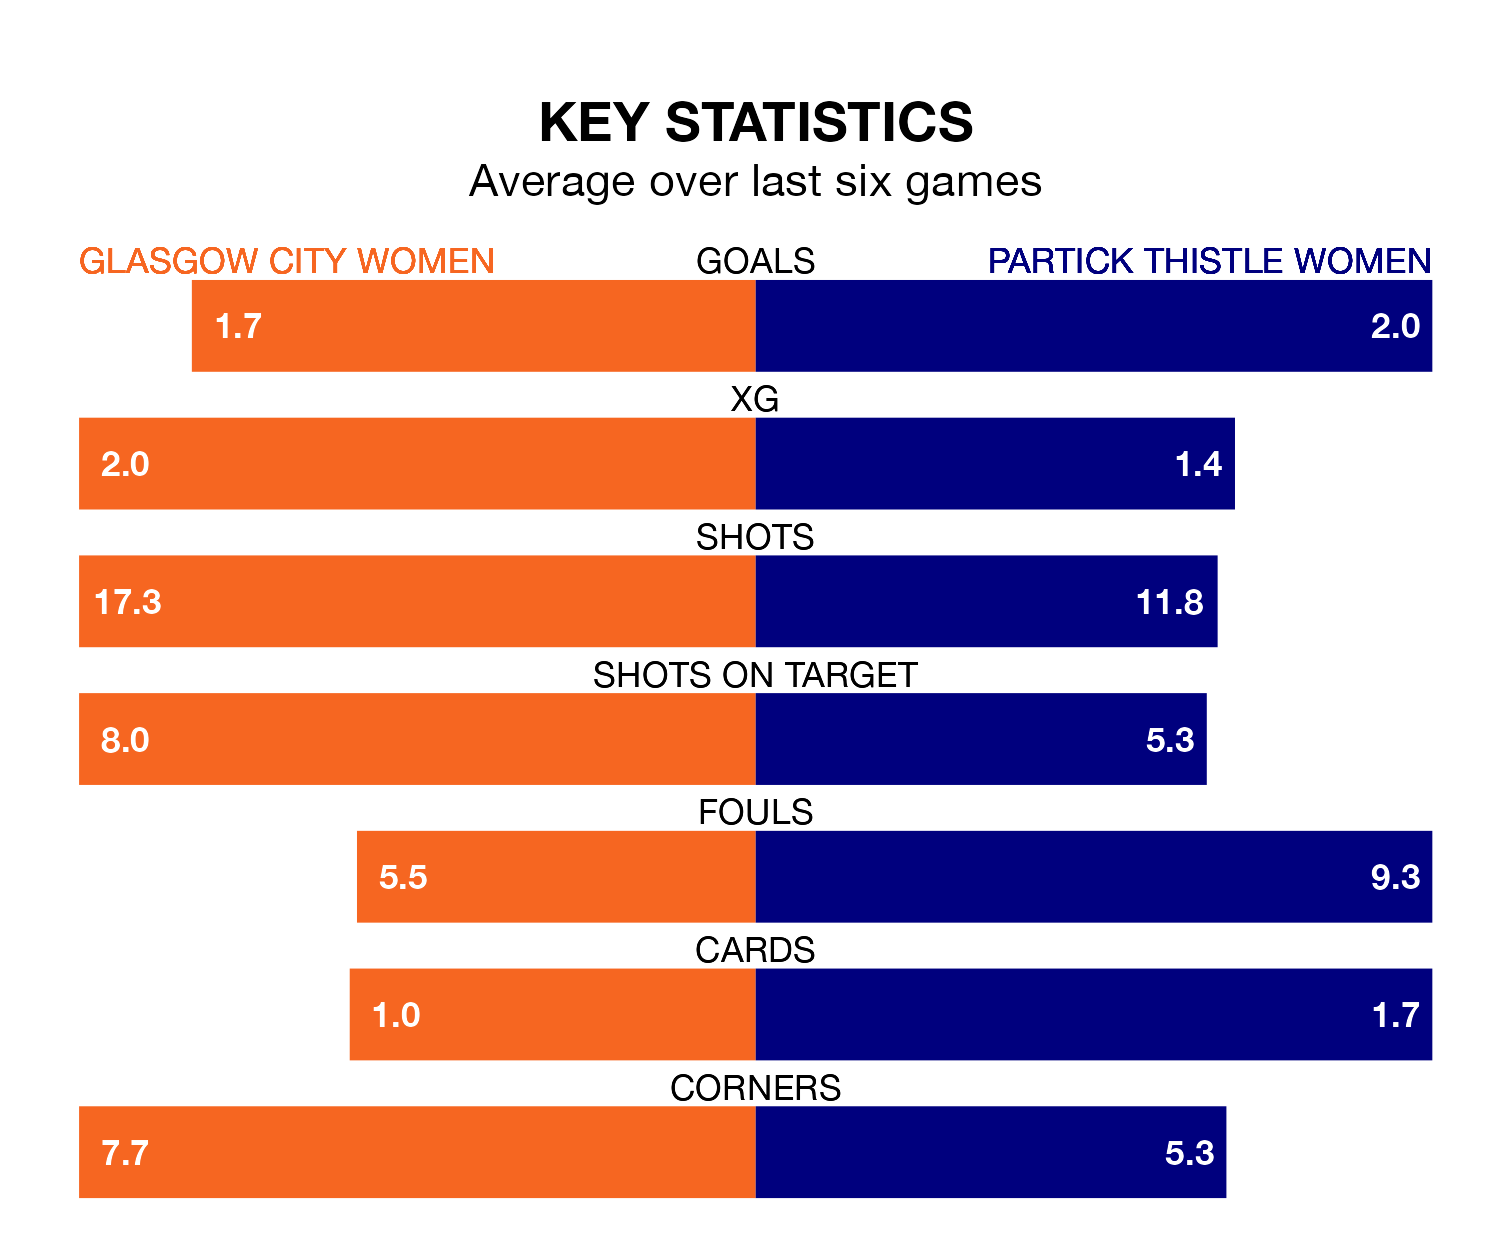 KEY STATISTICS
Average over last six games
GLASGOW CITY WOMEN GOALS PARTICK THISTLE WOMEN
1.7 2.0
XG
2.0 1.4
SHOTS
17.3 11.8
SHOTS ON TARGET
8.0 5.3
FOULS
5.5 9.3
CARDS
1.0 1.7
CORNERS
7.7 5.3